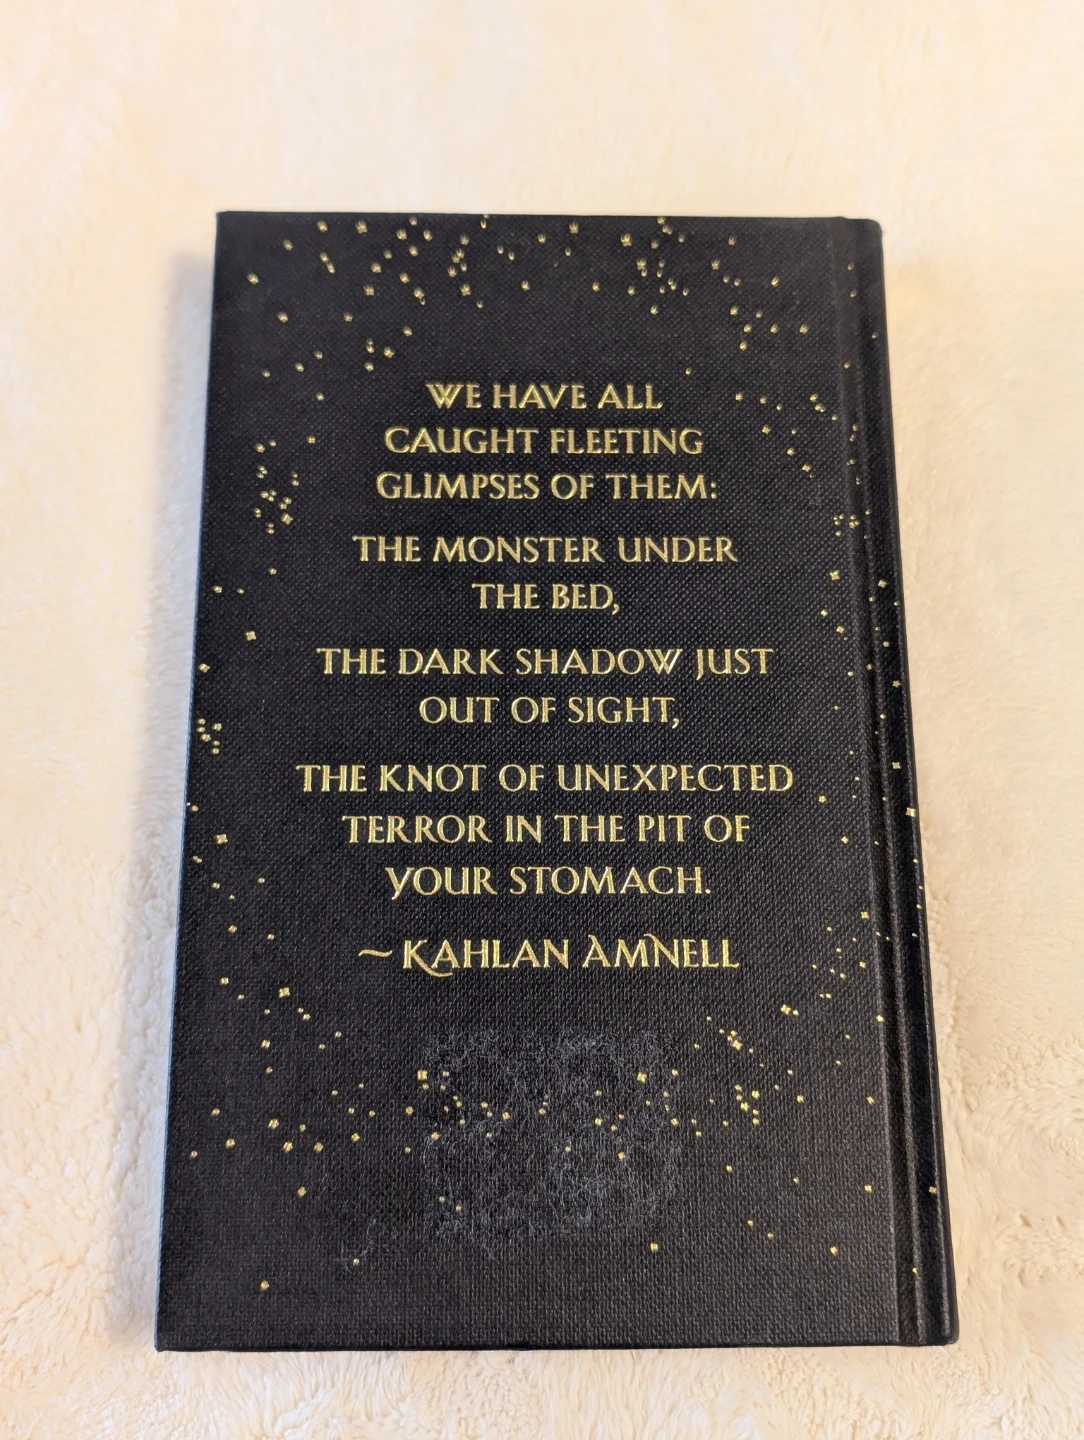 WE HAVE ALL
CAUGHT FLEETING
GLIMPSES OF THEM:
THE MONSTER UNDER
THE BED,
THE DARK SHADOW JUST
OUT OF SIGHT,
THE KNOT OF UNEXPECTED
TERROR IN THE PIT OF
YOUR STOMACH.
~KAHLAN AMNELL